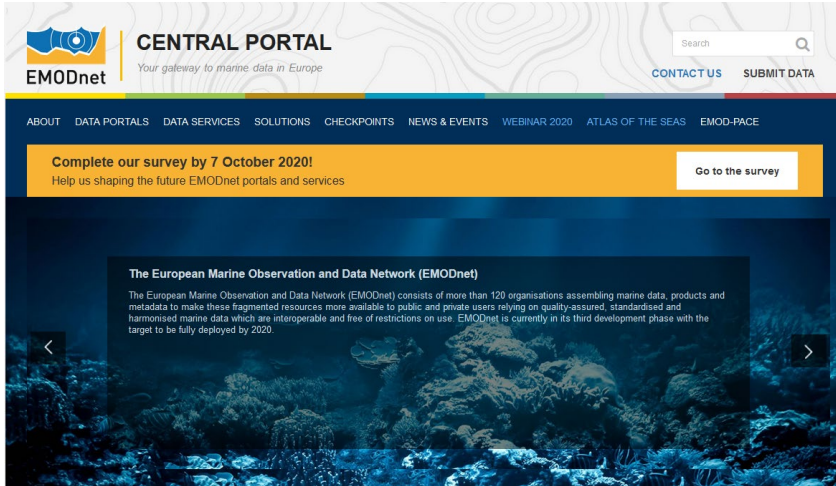 EMODnet
CENTRAL PORTAL
Your gateway to marine data in Europe
Search
CONTACT US SUBMIT DATA
ABOUT DATA PORTALS DATA SERVICES SOLUTIONS CHECKPOINTS NEWS & EVENTS WEBINAR 2020 ATLAS OF THE SEAS EMOD-PACE
Complete our survey by 7 October 2020!
Help us shaping the future EMODnet portals and services
Go to the survey
The European Marine Observation and Data Network (EMODnet)
The European Marine Observation and Data Network (EMODnet) consists of more than 120 organisations assembling marine data, products and
metadata to make these fragmented resources more available to public and private users relying on quality-assured, standardised and
harmonised marine data which are interoperable and free of restrictions on use. EMODnet is currently in its third development phase with the
target to be fully deployed by 2020.